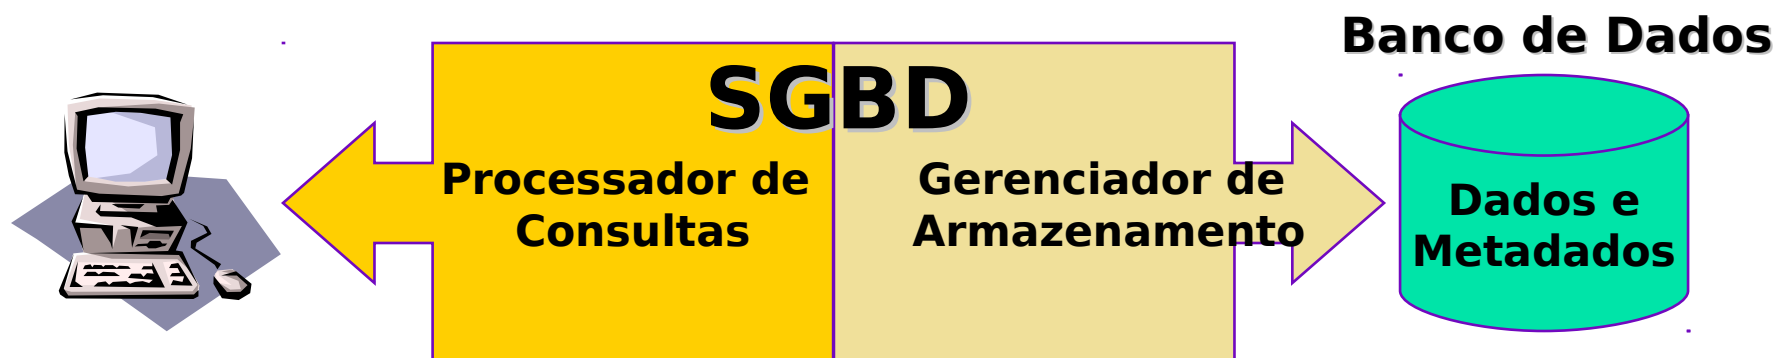 Banco de Dados
SGBD
Processador de
Consultas
Gerenciador de
Armazenamento
Dados e
Metadados